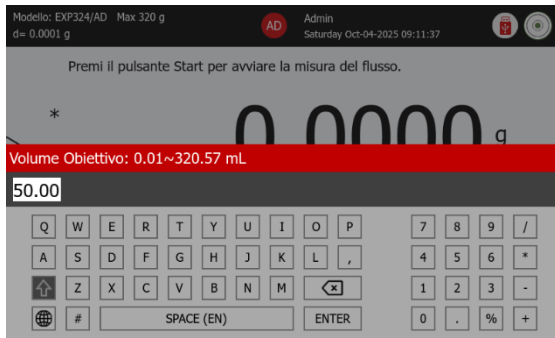 Modello: EXP324/AD Max 320 g
d= 0.0001 g
AD
Admin
Saturday Oct-04-2025 09:11:37
Premi il pulsante Start per avviare la misura del flusso.
* 0.0000 g
Volume Obiettivo: 0.01~320.57 mL
50.00
Q W E R T Y U I O P 7 8 9 /
A S D F G H J K L , 4 5 6 *
Z X C V B N M 1 2 3 -
# SPACE (EN) ENTER 0 . % +